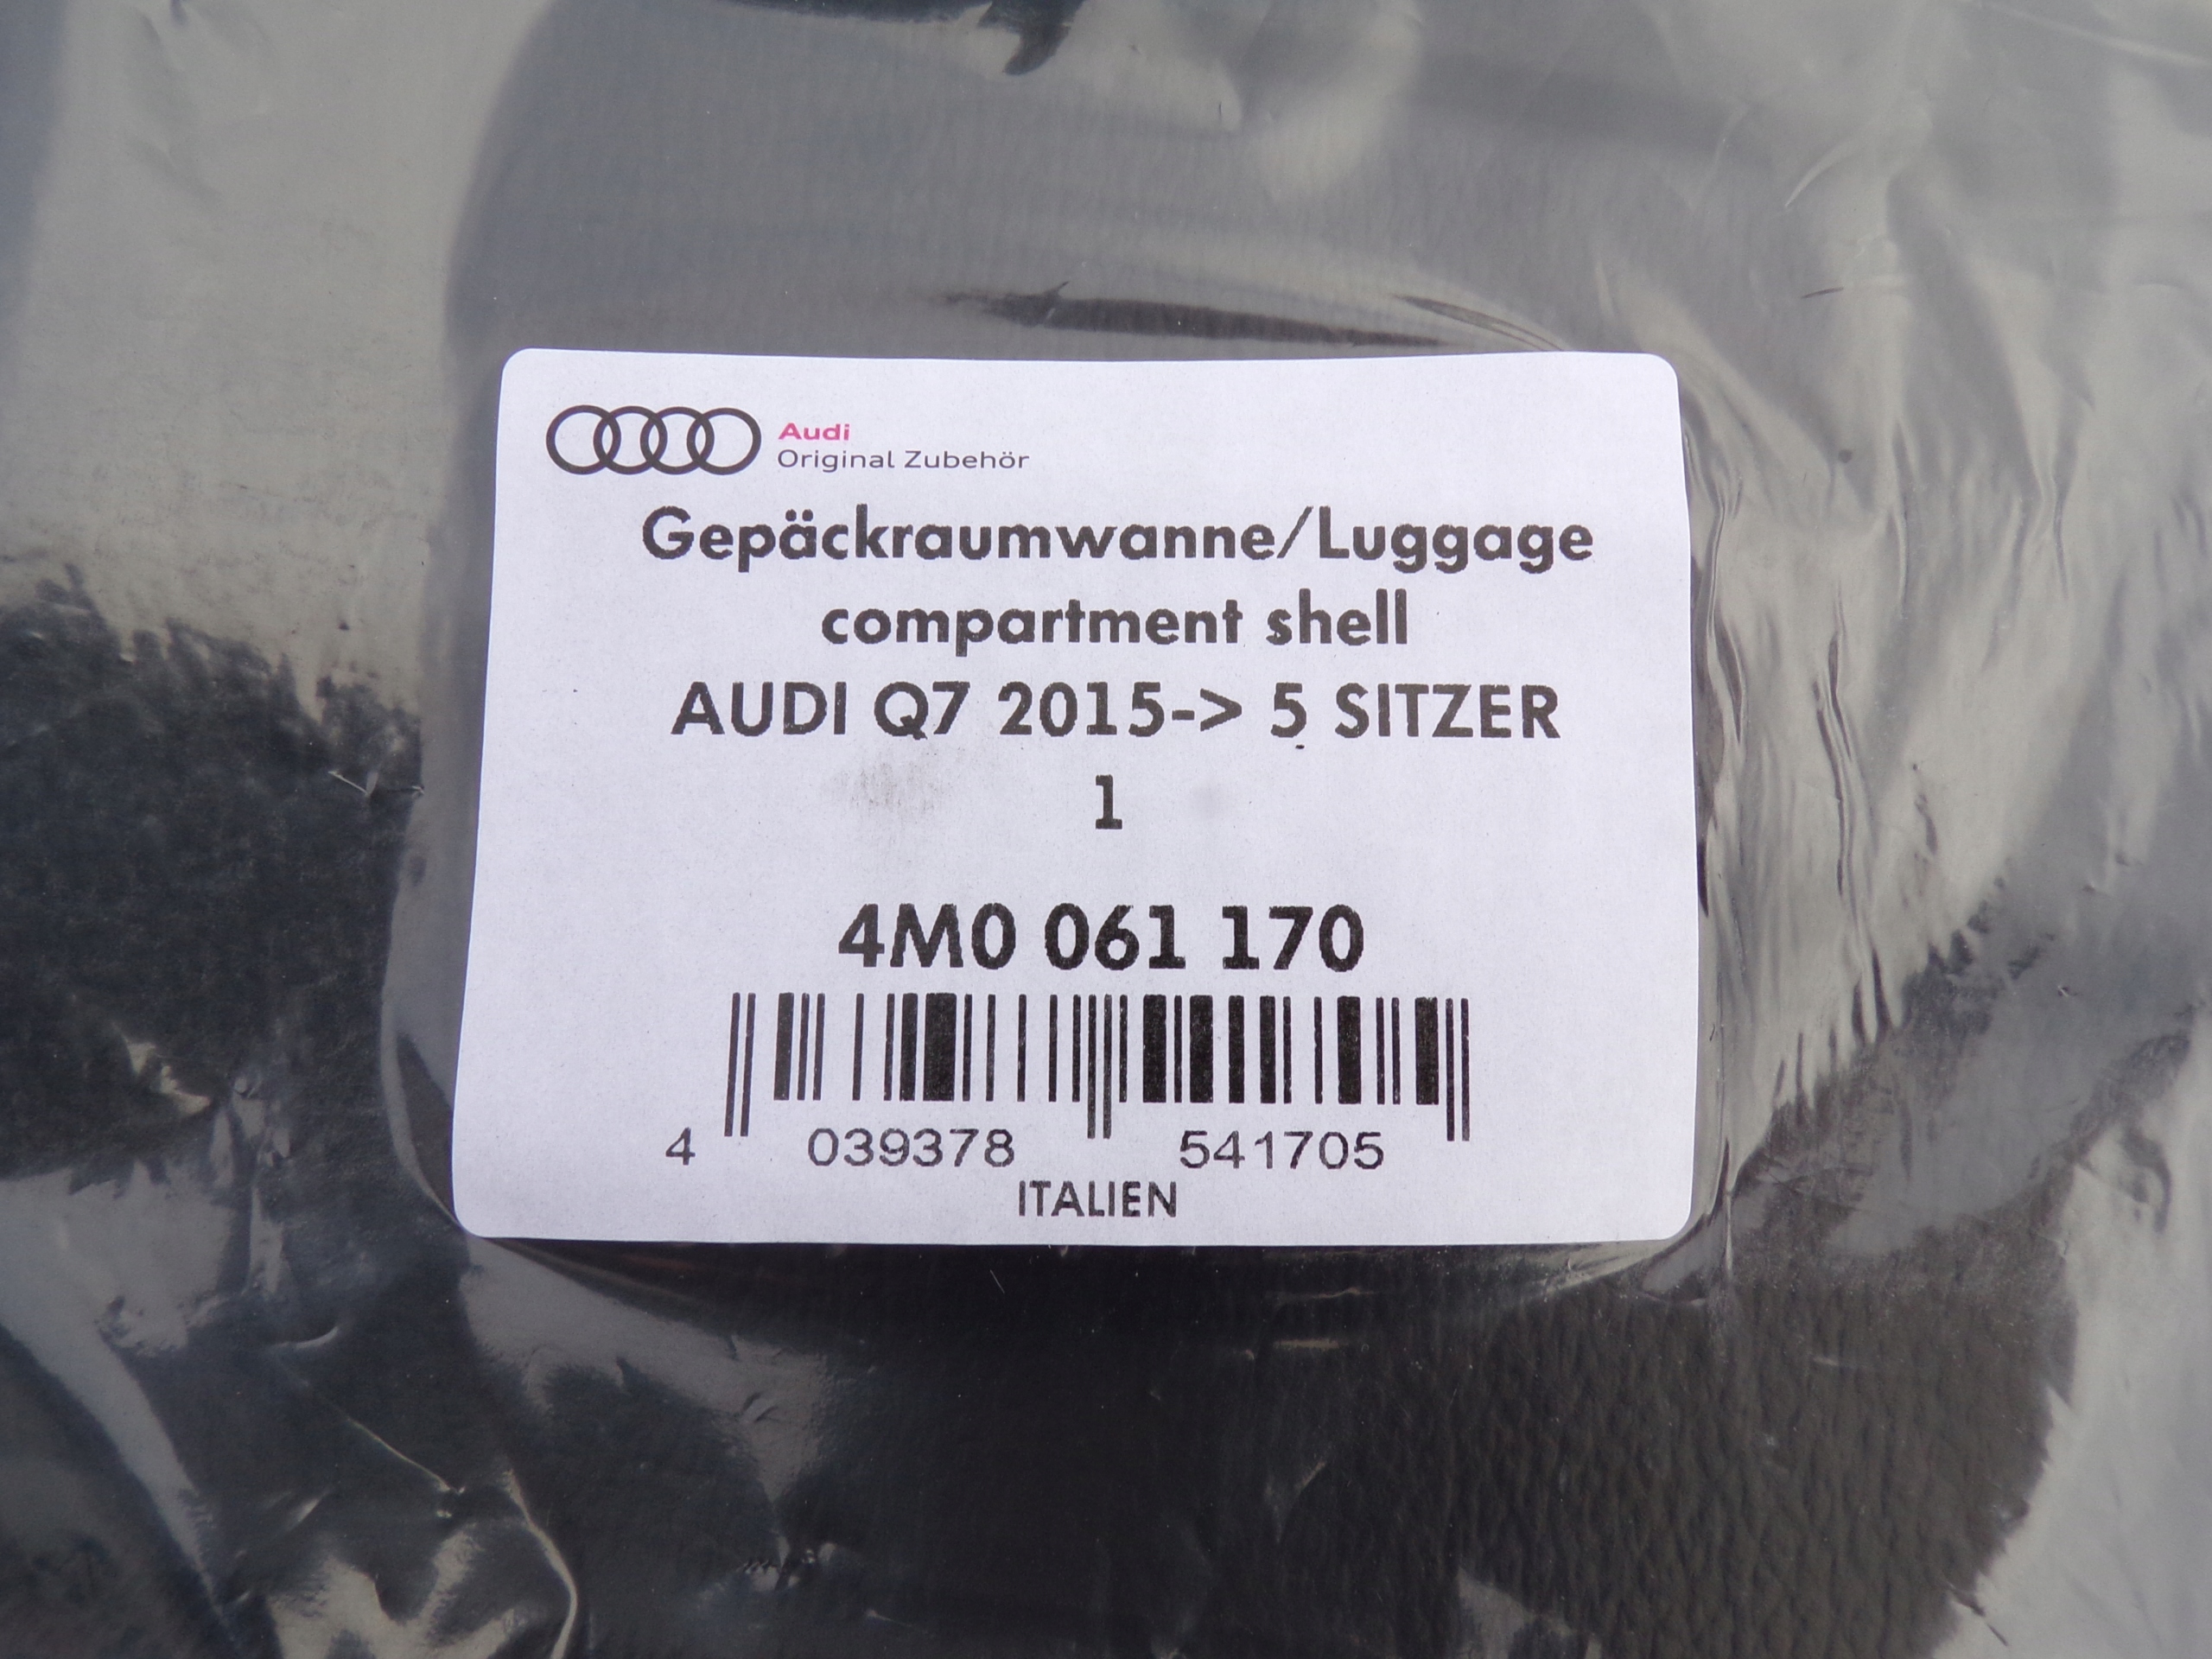 Audi
Original Zubehör
Gepäckraumwanne/Luggage
compartment shell
AUDI Q7 2015-> 5 SITZER
1
4M0 061 170
4 039378 541705
ITALIEN